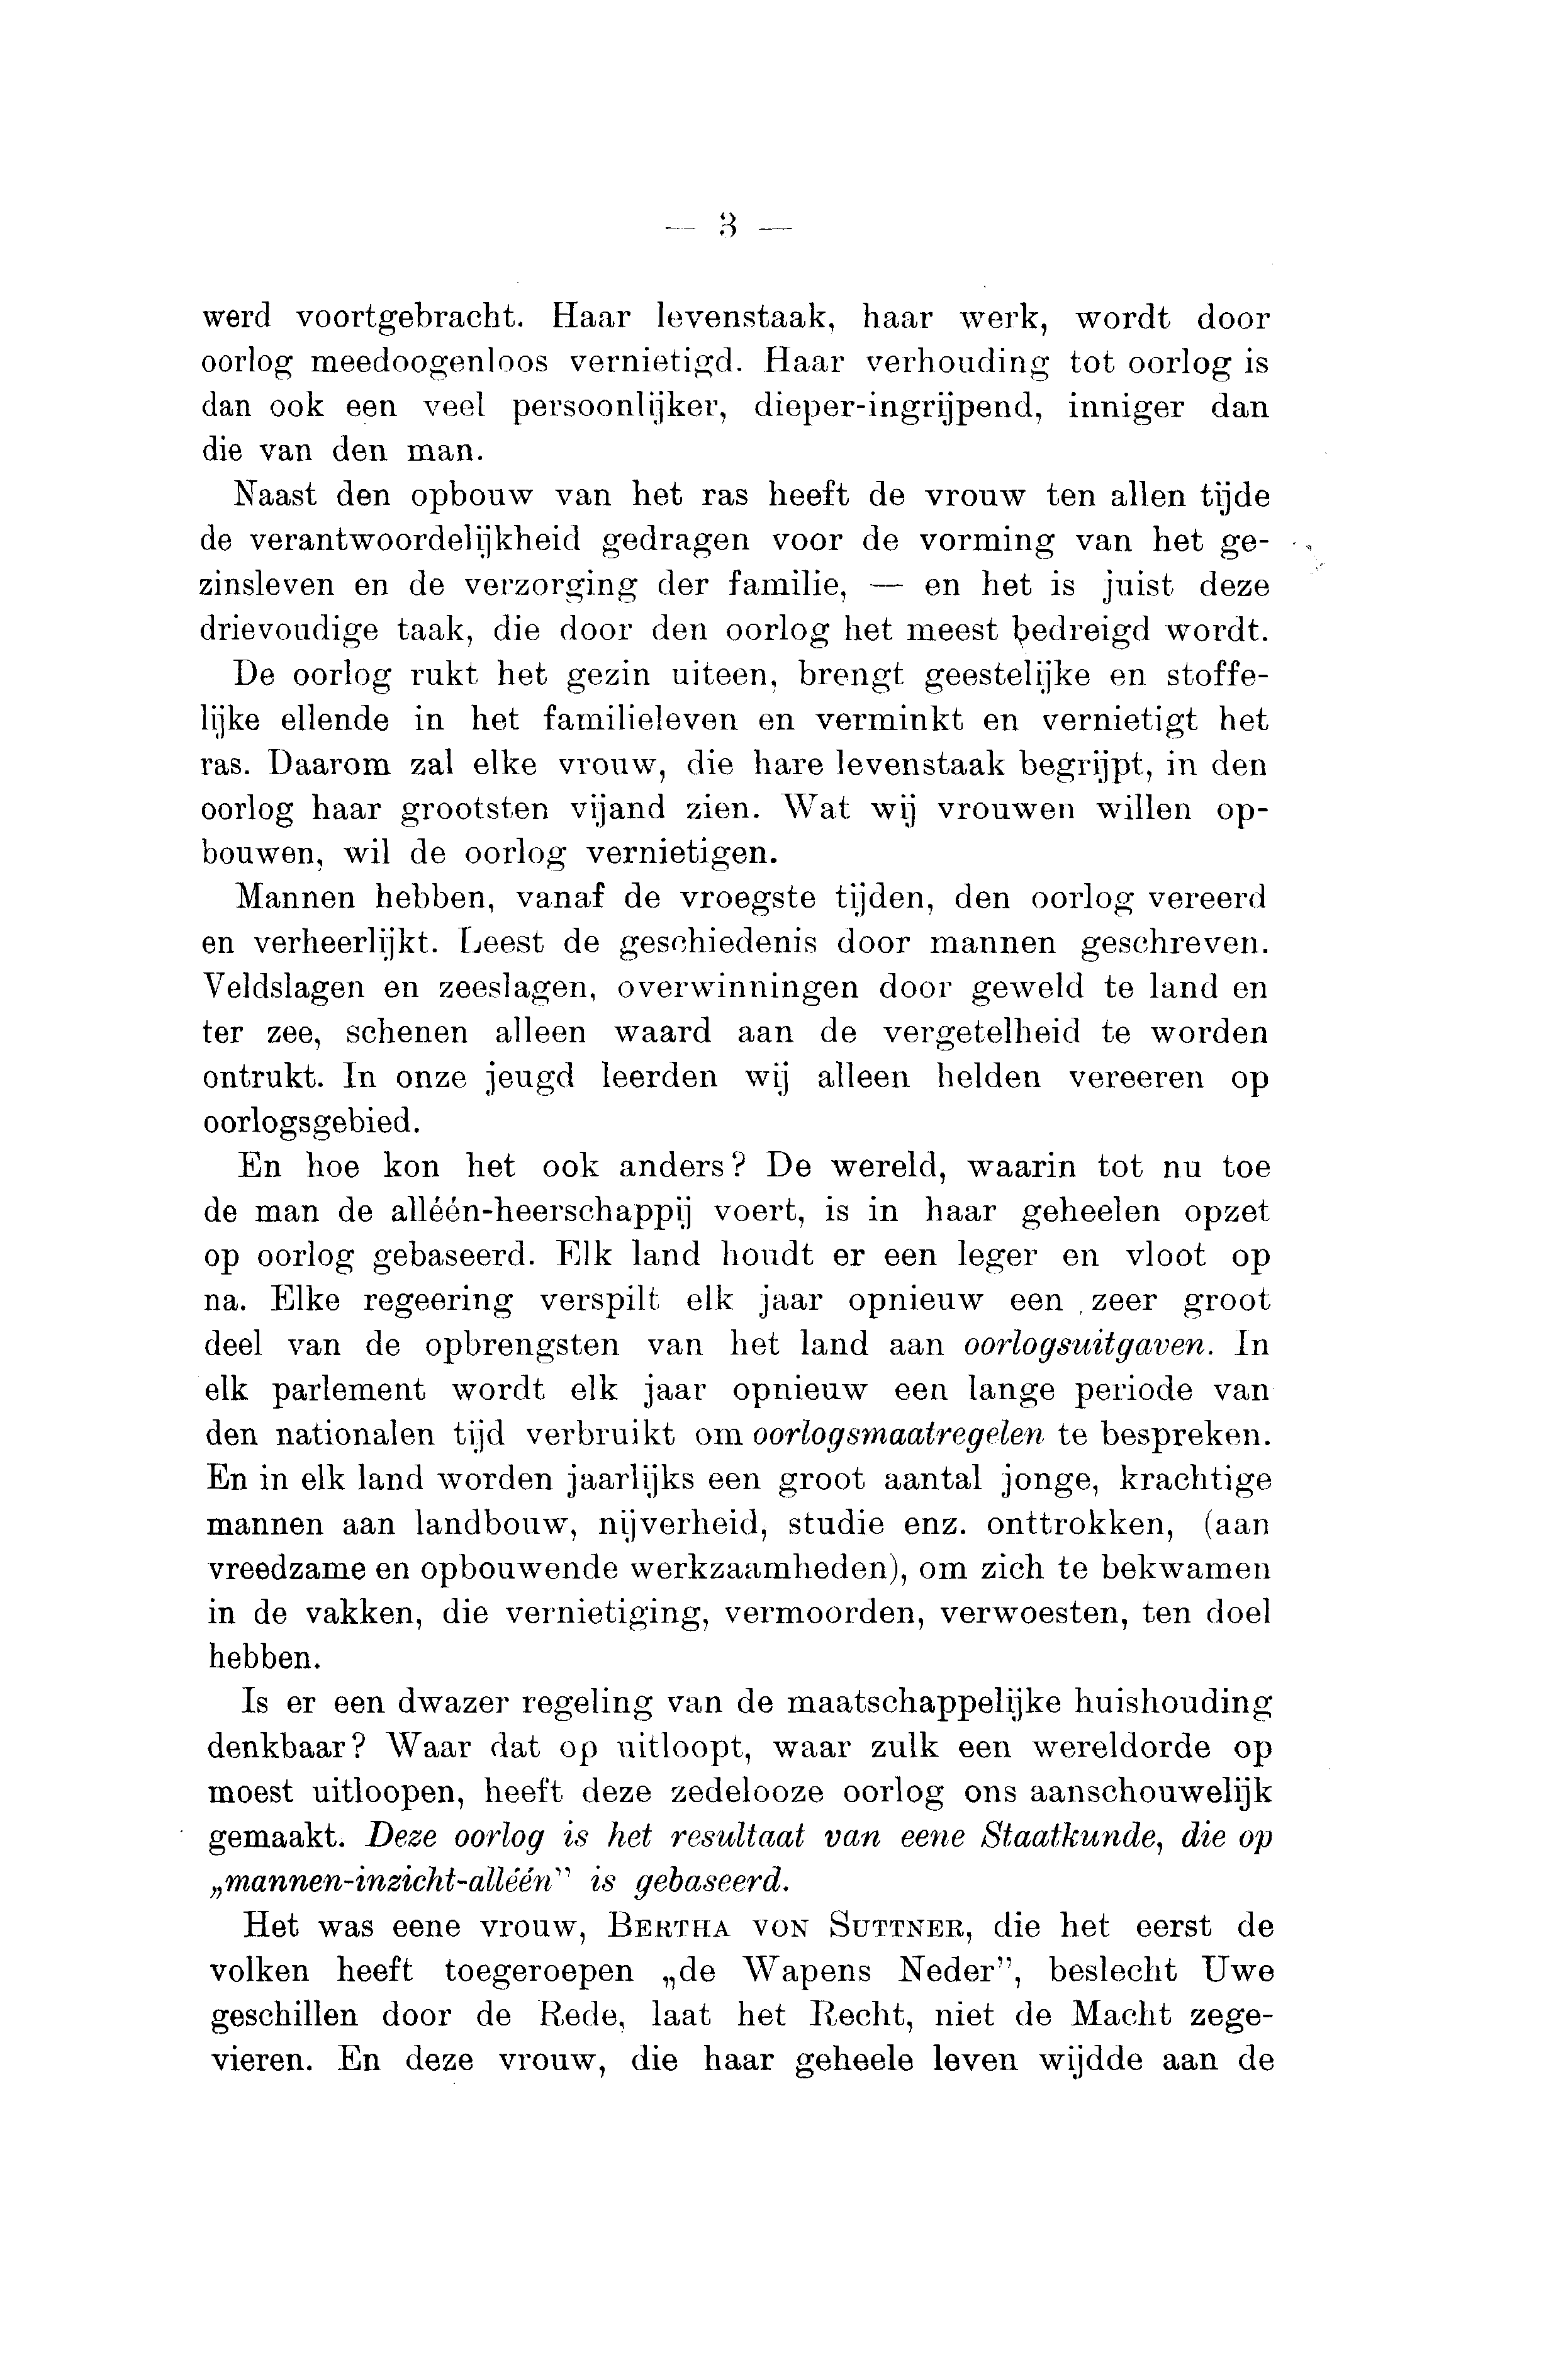 — 3 —
werd voortgebracht. Haar levenstaak, haar werk, wordt door
oorlog meedoogenloos vernietigd. Haar verhouding tot oorlog is
dan ook een veel persoonlijker, dieper-ingrijpend, inniger dan
die van den man.
Naast den opbouw van het ras heeft de vrouw ten allen tijde
de verantwoordelijkheid gedragen voor de vorming van het ge-
zinsleven en de verzorging der familie, — en het is juist deze
drievoudige taak, die door den oorlog het meest bedreigd wordt.
De oorlog rukt het gezin uiteen, brengt geestelijke en stoffe-
lijke ellende in het familieleven en verminkt en vernietigt het
ras. Daarom zal elke vrouw, die hare levenstaak begrijpt, in den
oorlog haar grootsten vijand zien. Wat wij vrouwen willen op-
bouwen, wil de oorlog vernietigen.
Mannen hebben, vanaf de vroegste tijden, den oorlog vereerd
en verheerlijkt. Leest de geschiedenis door mannen geschreven.
Veldslagen en zeeslagen, overwinningen door geweld te land en
ter zee, schenen alleen waard aan de vergetelheid te worden
ontrukt. In onze jeugd leerden wij alleen helden vereeren op
oorlogsgebied.
En hoe kon het ook anders? De wereld, waarin tot nu toe
de man de alléén-heerschappij voert, is in haar geheelen opzet
op oorlog gebaseerd. Elk land houdt er een leger en vloot op
na. Elke regeering verspilt elk jaar opnieuw een zeer groot
deel van de opbrengsten van het land aan oorlogsuitgaven. In
elk parlement wordt elk jaar opnieuw een lange periode van
den nationalen tijd verbruikt om oorlogsmaatregelen te bespreken.
En in elk land worden jaarlijks een groot aantal jonge, krachtige
mannen aan landbouw, nijverheid, studie enz. onttrokken, (aan
vreedzame en opbouwende werkzaamheden), om zich te bekwamen
in de vakken, die vernietiging, vermoorden, verwoesten, ten doel
hebben.
Is er een dwazer regeling van de maatschappelijke huishouding
denkbaar? Waar dat op uitloopt, waar zulk een wereldorde op
moest uitloopen, heeft deze zedelooze oorlog ons aanschouwelijk
gemaakt. Deze oorlog is het resultaat van eene Staatkunde, die op
„mannen-inzicht-alléén" is gebaseerd.
Het was eene vrouw, BERTHA VON SUTTNER, die het eerst de
volken heeft toegeroepen „de Wapens Neder", beslecht Uwe
geschillen door de Rede, laat het Recht, niet de Macht zege-
vieren. En deze vrouw, die haar geheele leven wijdde aan de